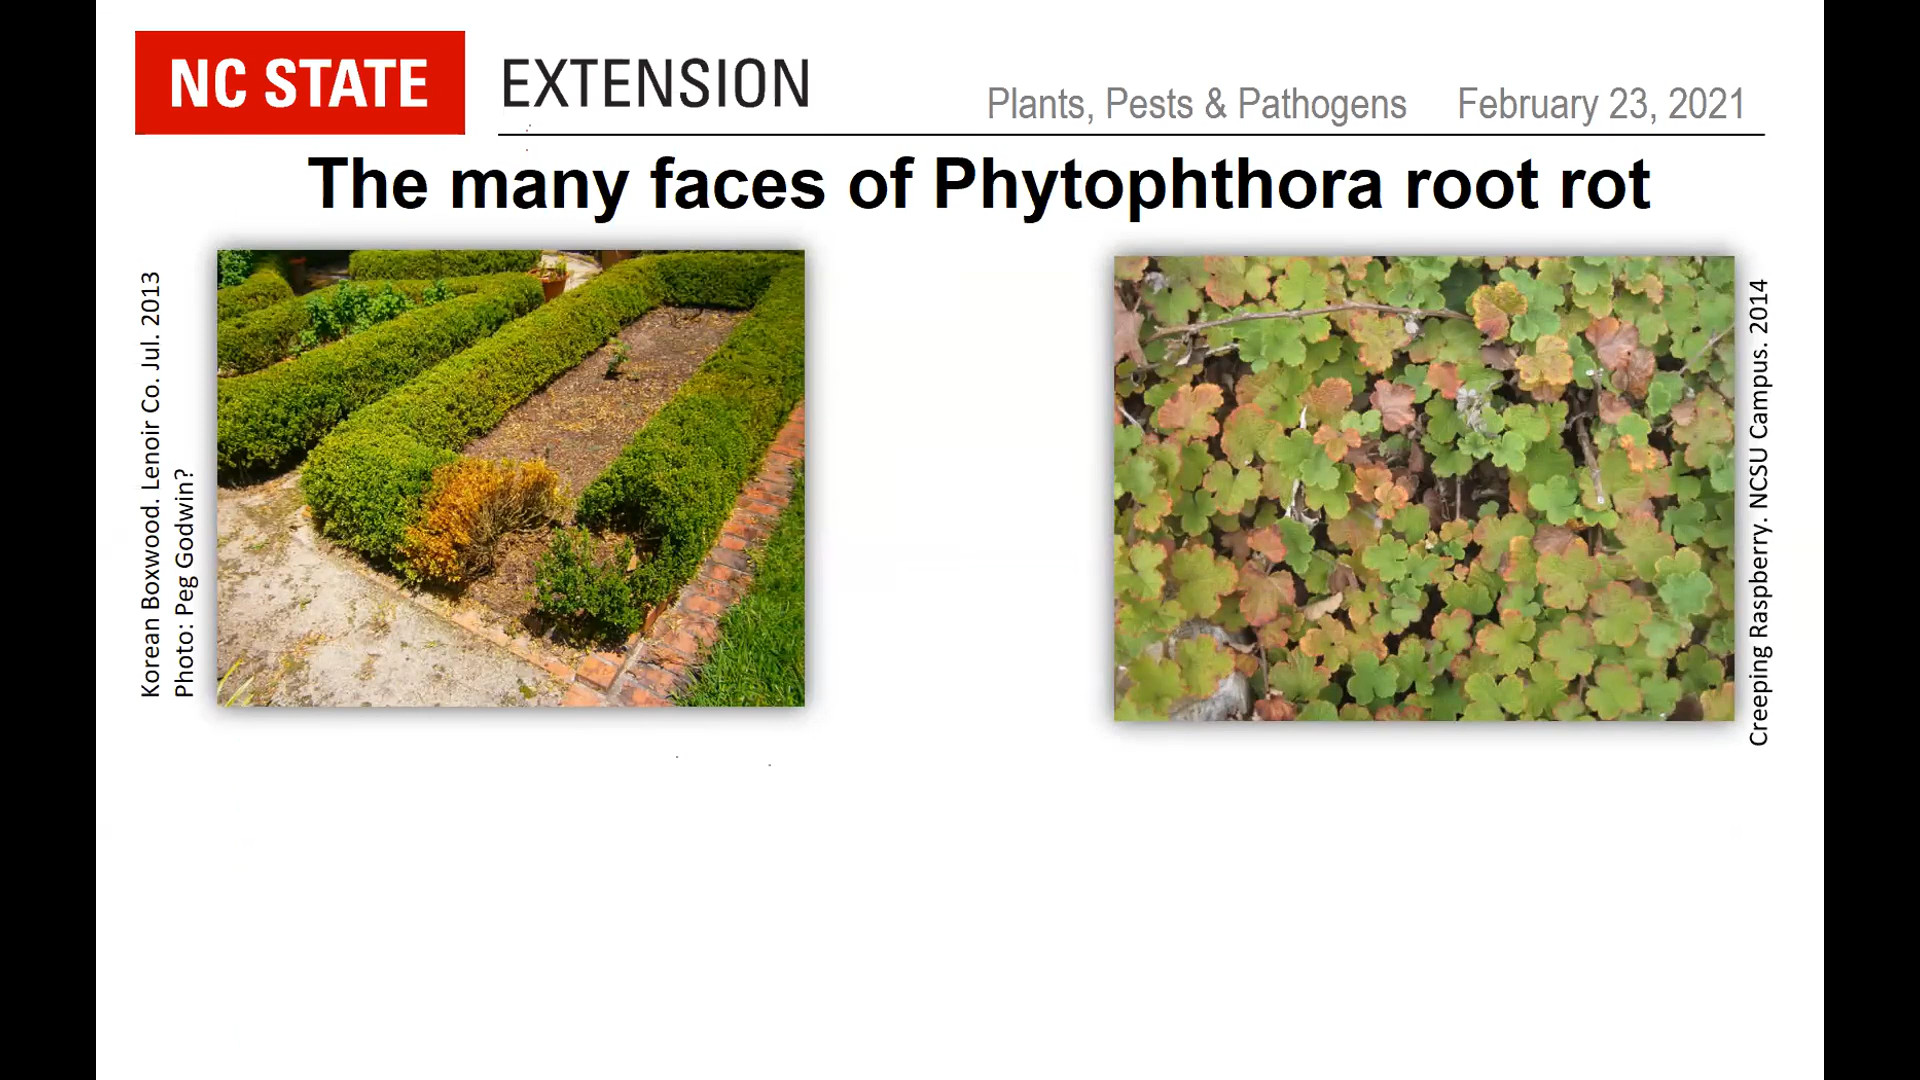 NC STATE EXTENSION
Plants, Pests & Pathogens February 23, 2021
The many faces of Phytophthora root rot
Korean Boxwood. Lenoir Co. Jul. 2013
Photo: Peg Godwin?
Creeping Raspberry. NCSU Campus. 2014